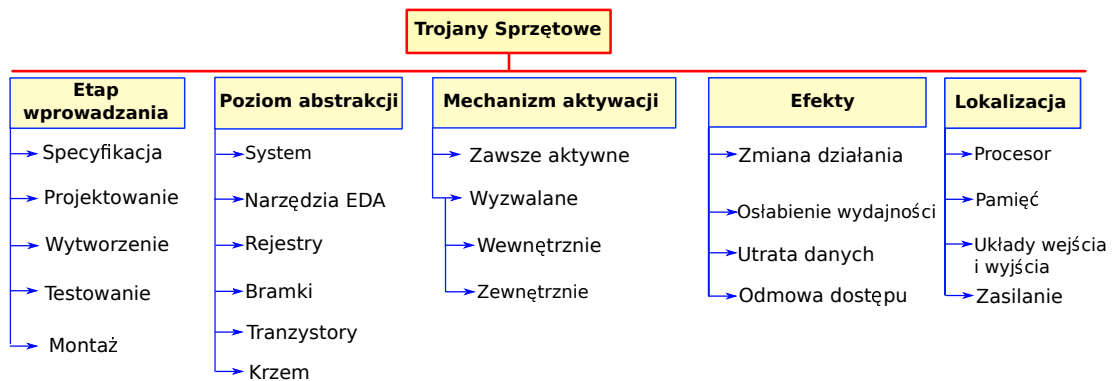 Trojany Sprzętowe
Etap
wprowadzania
Specyfikacja
Projektowanie
Wytworzenie
Testowanie
Montaż
Poziom abstrakcji
System
Narzędzia EDA
Rejestry
Bramki
Tranzystory
Krzem
Mechanizm aktywacji
Zawsze aktywne
Wyzwalane
Wewnętrznie
Zewnętrznie
Efekty
Zmiana działania
Osłabienie wydajności
Utrata danych
Odmowa dostępu
Lokalizacja
Procesor
Pamięć
Układy wejścia
i wyjścia
Zasilanie